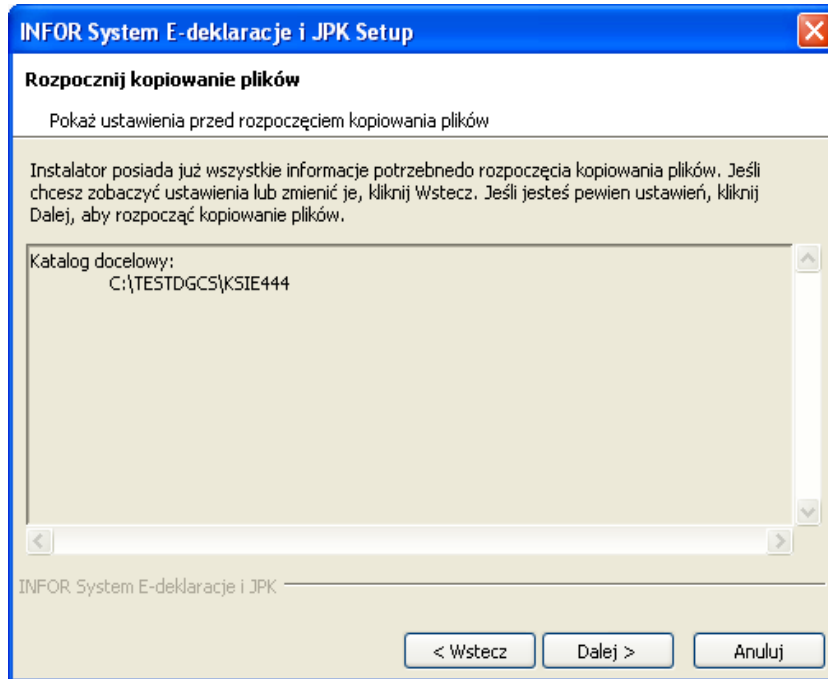 INFOR System E-deklaracje i JPK Setup
Rozpocznij kopiowanie plików
Pokaż ustawienia przed rozpoczęciem kopiowania plików
Instalator posiada już wszystkie informacje potrzebnedo rozpoczęcia kopiowania plików. Jeśli
chcesz zobaczyć ustawienia lub zmienić je, kliknij Wstecz. Jeśli jesteś pewien ustawień, kliknij
Dalej, aby rozpocząć kopiowanie plików.
Katalog docelowy:
C:\TESTDGCS\KSIE444
INFOR System E-deklaracje i JPK
< Wstecz Dalej > Anuluj